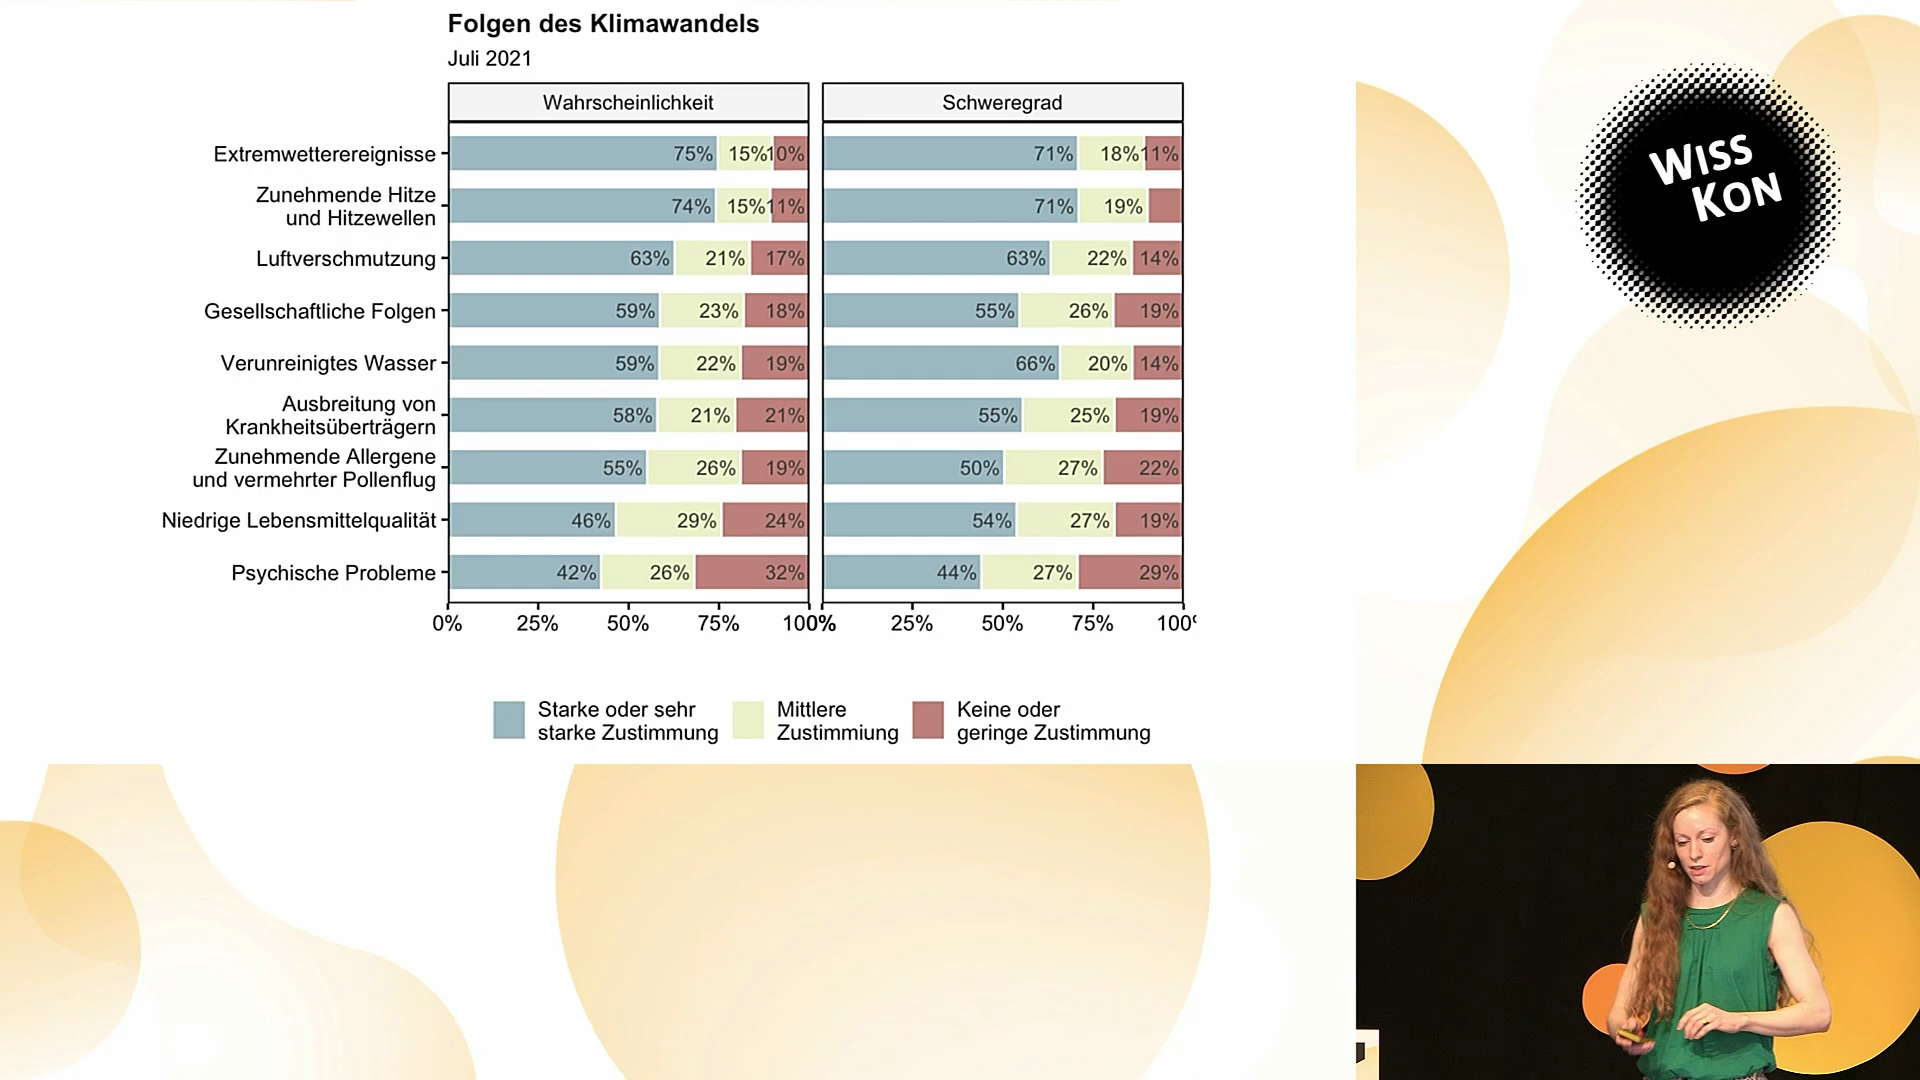 Folgen des Klimawandels
Juli 2021
Wahrscheinlichkeit
Schweregrad
Extremwetterereignisse 75% 15% 10% 71% 18% 11%
Zunehmende Hitze
und Hitzewellen 74% 15% 11% 71% 19%
Luftverschmutzung 63% 21% 17% 63% 22% 14%
Gesellschaftliche Folgen 59% 23% 18% 55% 26% 19%
Verunreinigtes Wasser 59% 22% 19% 66% 20% 14%
Ausbreitung von
Krankheitsüberträgern 58% 21% 21% 55% 25% 19%
Zunehmende Allergene
und vermehrter Pollenflug 55% 26% 19% 50% 27% 22%
Niedrige Lebensmittelqualität 46% 29% 24% 54% 27% 19%
Psychische Probleme 42% 26% 32% 44% 27% 29%
0% 25% 50% 75% 100% 0% 25% 50% 75% 100%
Starke oder sehr
starke Zustimmung
Mittlere
Zustimmiung
Keine oder
geringe Zustimmung
WISS
KON